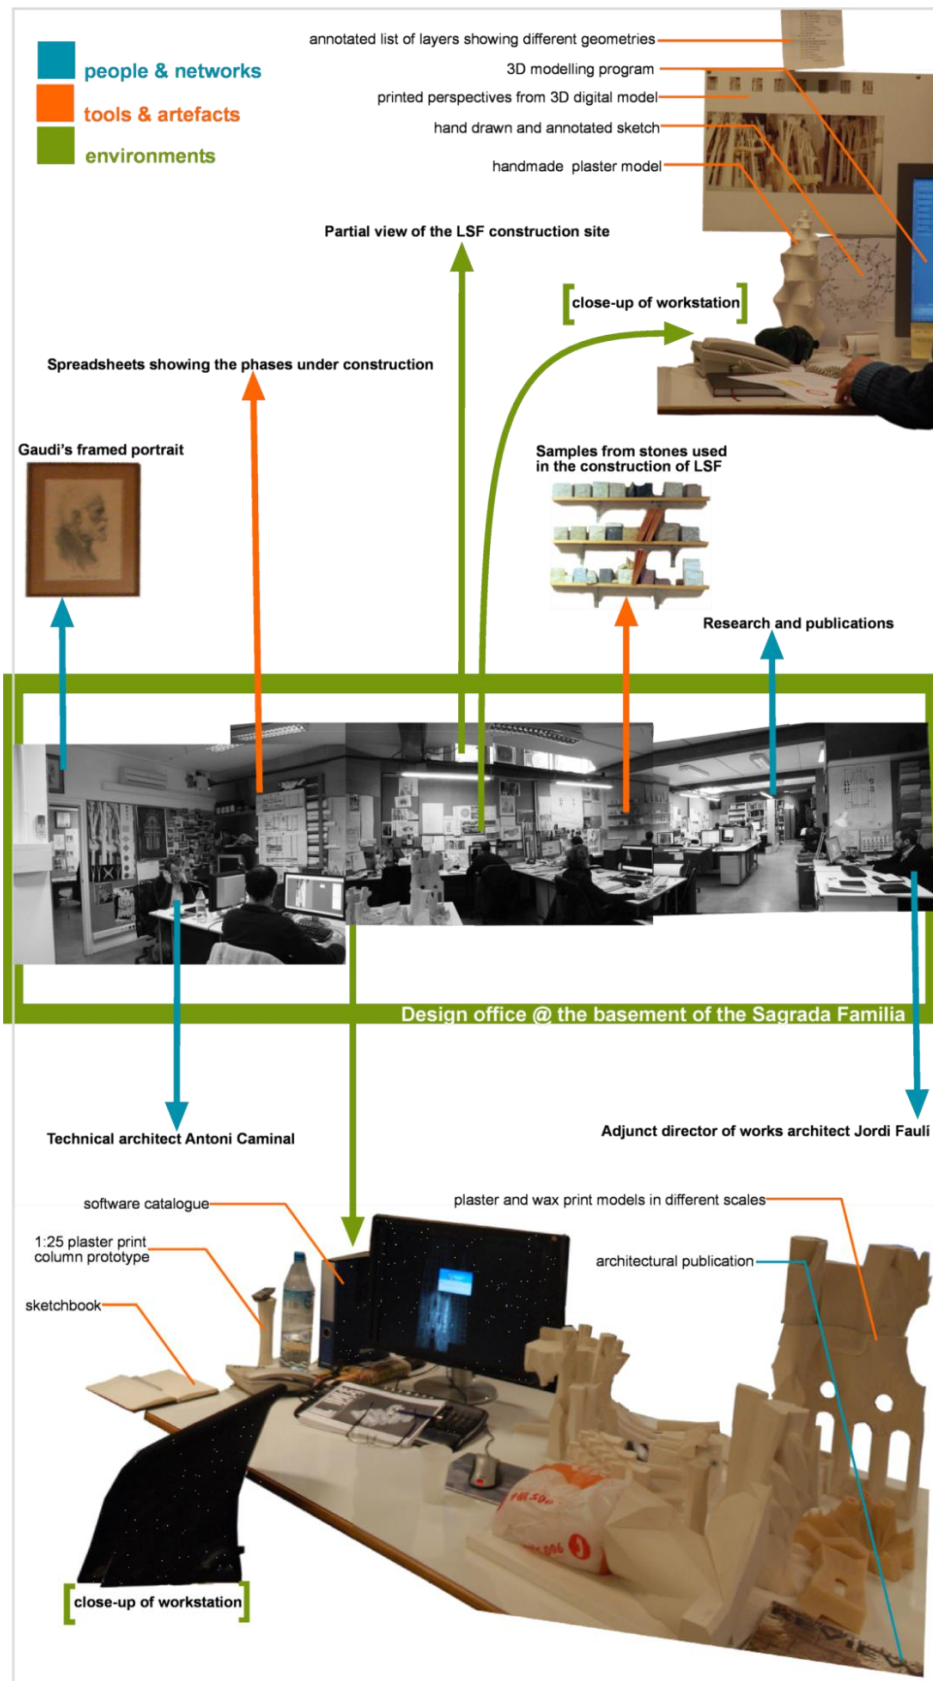 people & networks
tools & artefacts
environments
annotated list of layers showing different geometries
3D modelling program
printed perspectives from 3D digital model
hand drawn and annotated sketch
handmade plaster model
Partial view of the LSF construction site
[close-up of workstation]
Spreadsheets showing the phases under construction
Gaudi's framed portrait
Samples from stones used
in the construction of LSF
Research and publications
Design office @ the basement of the Sagrada Familia
Technical architect Antoni Caminal
Adjunct director of works architect Jordi Faulí
software catalogue
plaster and wax print models in different scales
1:25 plaster print
column prototype
architectural publication
sketchbook
[close-up of workstation]